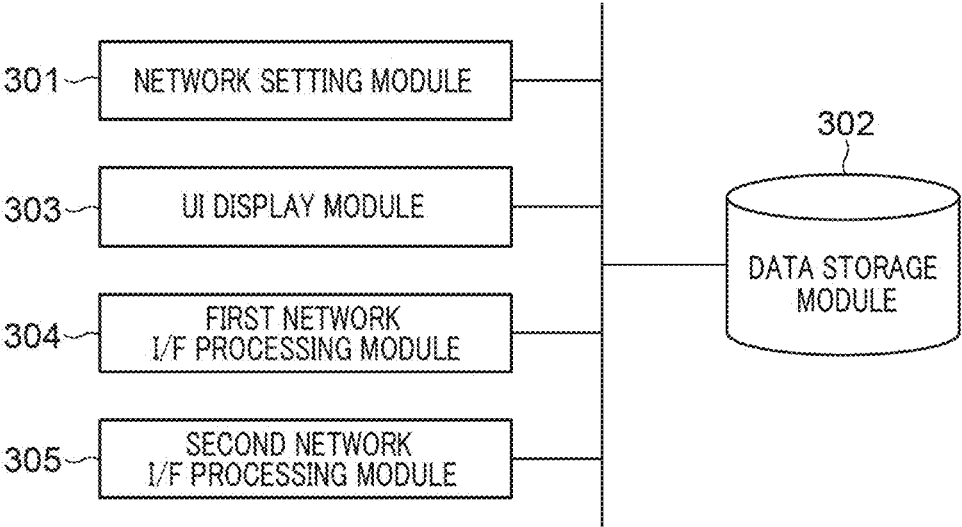 301
NETWORK SETTING MODULE
302
303
UI DISPLAY MODULE
DATA STORAGE
MODULE
304
FIRST NETWORK
I/F PROCESSING MODULE
305
SECOND NETWORK
I/F PROCESSING MODULE